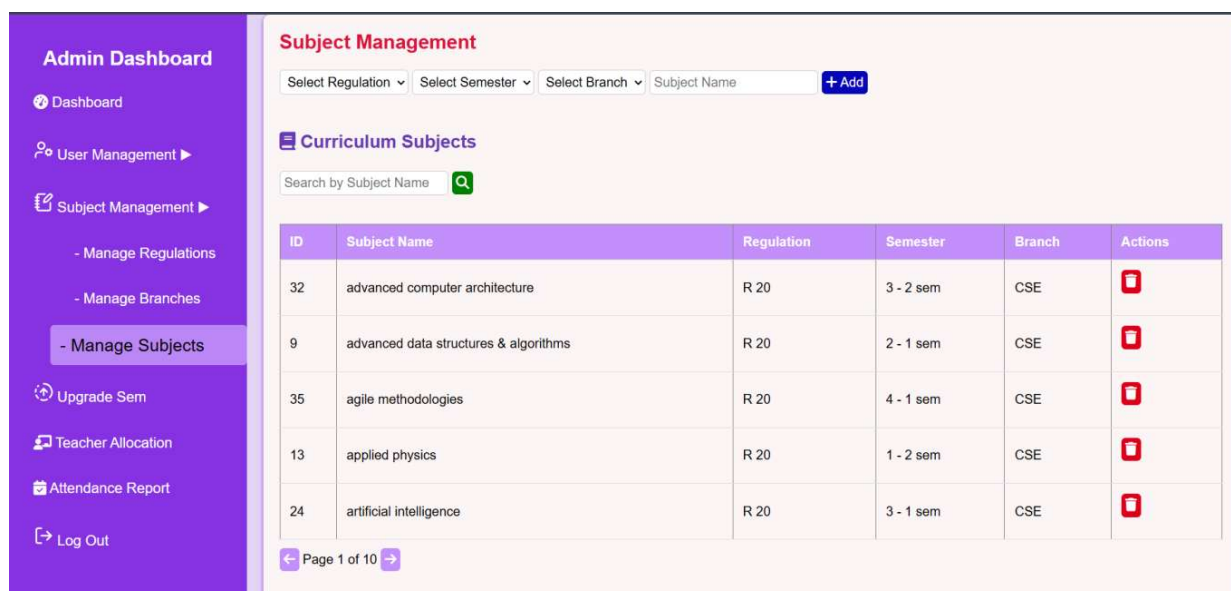 Admin Dashboard
Dashboard
User Management ▶
Subject Management ▶
- Manage Regulations
- Manage Branches
- Manage Subjects
Upgrade Sem
Teacher Allocation
Attendance Report
Log Out
Subject Management
Select Regulation Select Semester Select Branch Subject Name + Add
Curriculum Subjects
Search by Subject Name
ID Subject Name Regulation Semester Branch Actions
32 advanced computer architecture R 20 3 - 2 sem CSE
9 advanced data structures & algorithms R 20 2 - 1 sem CSE
35 agile methodologies R 20 4 - 1 sem CSE
13 applied physics R 20 1 - 2 sem CSE
24 artificial intelligence R 20 3 - 1 sem CSE
← Page 1 of 10 →